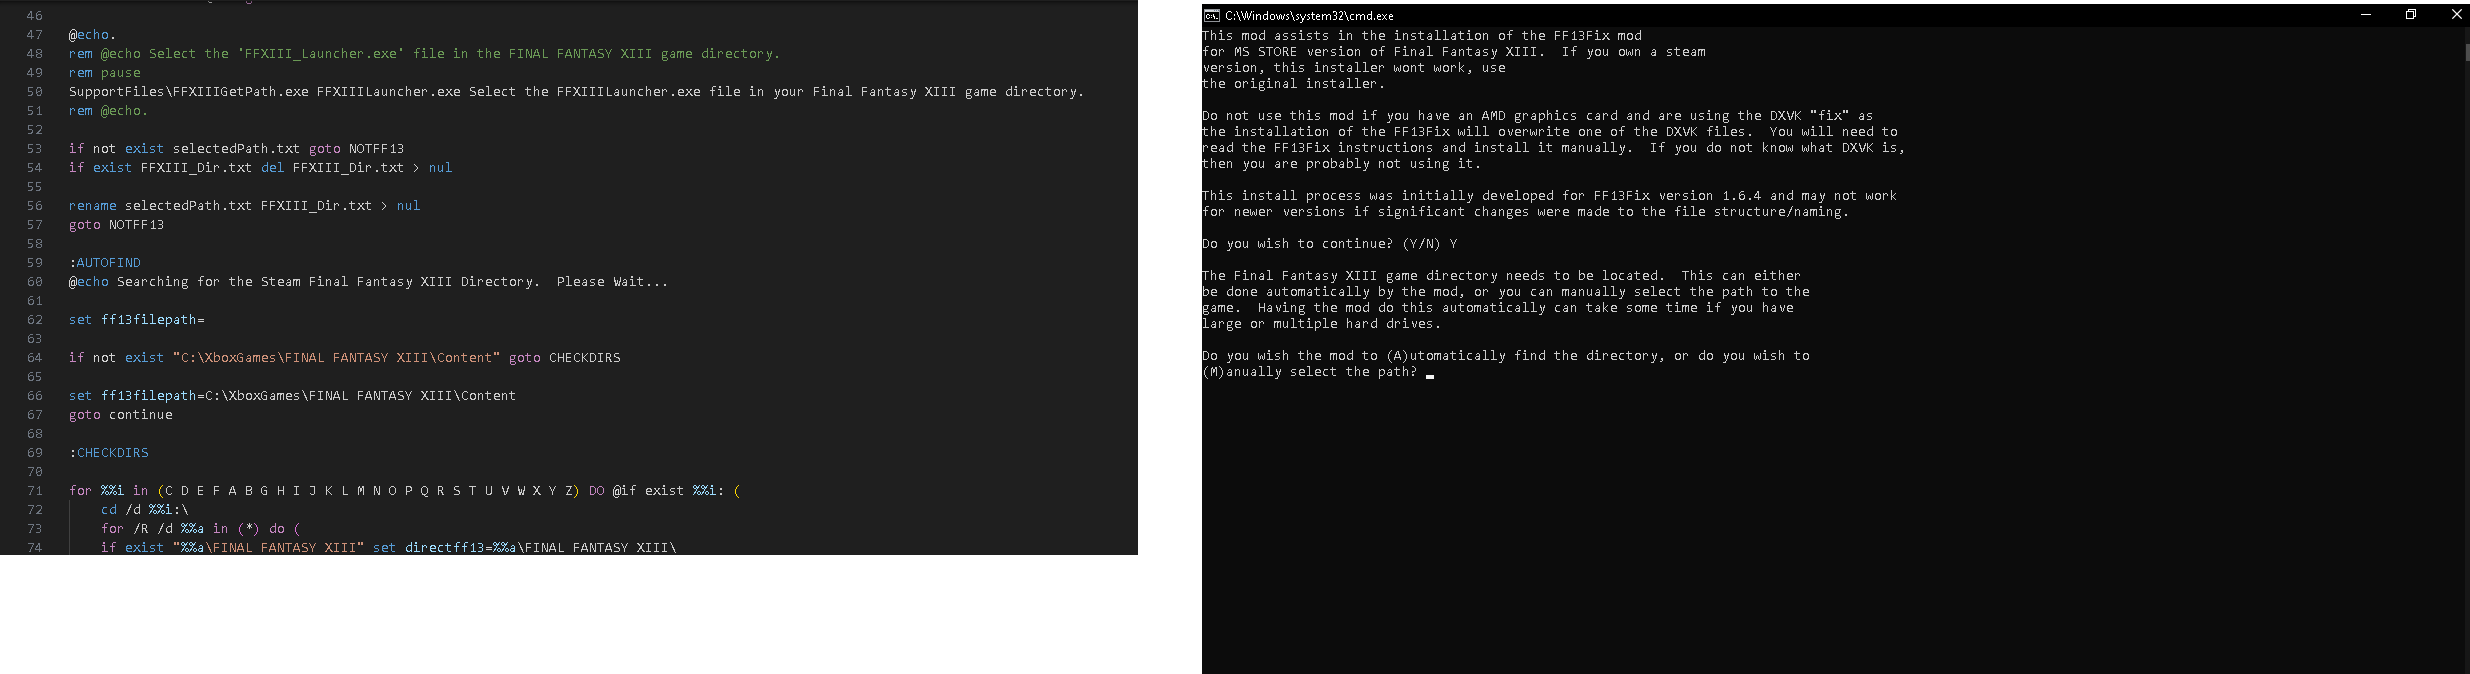 46
47 @echo.
48 rem @echo Select the 'FFXIII_Launcher.exe' file in the FINAL FANTASY XIII game directory.
49 rem pause
50 SupportFiles\FFXIIIGetPath.exe FFXIIILauncher.exe Select the FFXIIILauncher.exe file in your Final Fantasy XIII game directory.
51 rem @echo.
52
53 if not exist selectedPath.txt goto NOTFF13
54 if exist FFXIII_Dir.txt del FFXIII_Dir.txt > nul
55
56 rename selectedPath.txt FFXIII_Dir.txt > nul
57 goto NOTFF13
58
59 :AUTOFIND
60 @echo Searching for the Steam Final Fantasy XIII Directory.  Please Wait...
61
62 set ff13filepath=
63
64 if not exist "C:\XboxGames\FINAL FANTASY XIII\Content" goto CHECKDIRS
65
66 set ff13filepath=C:\XboxGames\FINAL FANTASY XIII\Content
67 goto continue
68
69 :CHECKDIRS
70
71 for %%i in (C D E F A B G H I J K L M N O P Q R S T U V W X Y Z) DO @if exist %%i: (
72 cd /d %%i:\
73 for /R /d %%a in (*) do (
74 if exist "%%a\FINAL FANTASY XIII" set directff13=%%a\FINAL FANTASY XIII\
C:\Windows\system32\cmd.exe
This mod assists in the installation of the FF13Fix mod
for MS STORE version of Final Fantasy XIII.  If you own a steam
version, this installer wont work, use
the original installer.
Do not use this mod if you have an AMD graphics card and are using the DXVK "fix" as
the installation of the FF13Fix will overwrite one of the DXVK files.  You will need to
read the FF13Fix instructions and install it manually.  If you do not know what DXVK is,
then you are probably not using it.
This install process was initially developed for FF13Fix version 1.6.4 and may not work
for newer versions if significant changes were made to the file structure/naming.
Do you wish to continue? (Y/N) Y
The Final Fantasy XIII game directory needs to be located.  This can either
be done automatically by the mod, or you can manually select the path to the
game.  Having the mod do this automatically can take some time if you have
large or multiple hard drives.
Do you wish the mod to (A)utomatically find the directory, or do you wish to
(M)anually select the path?